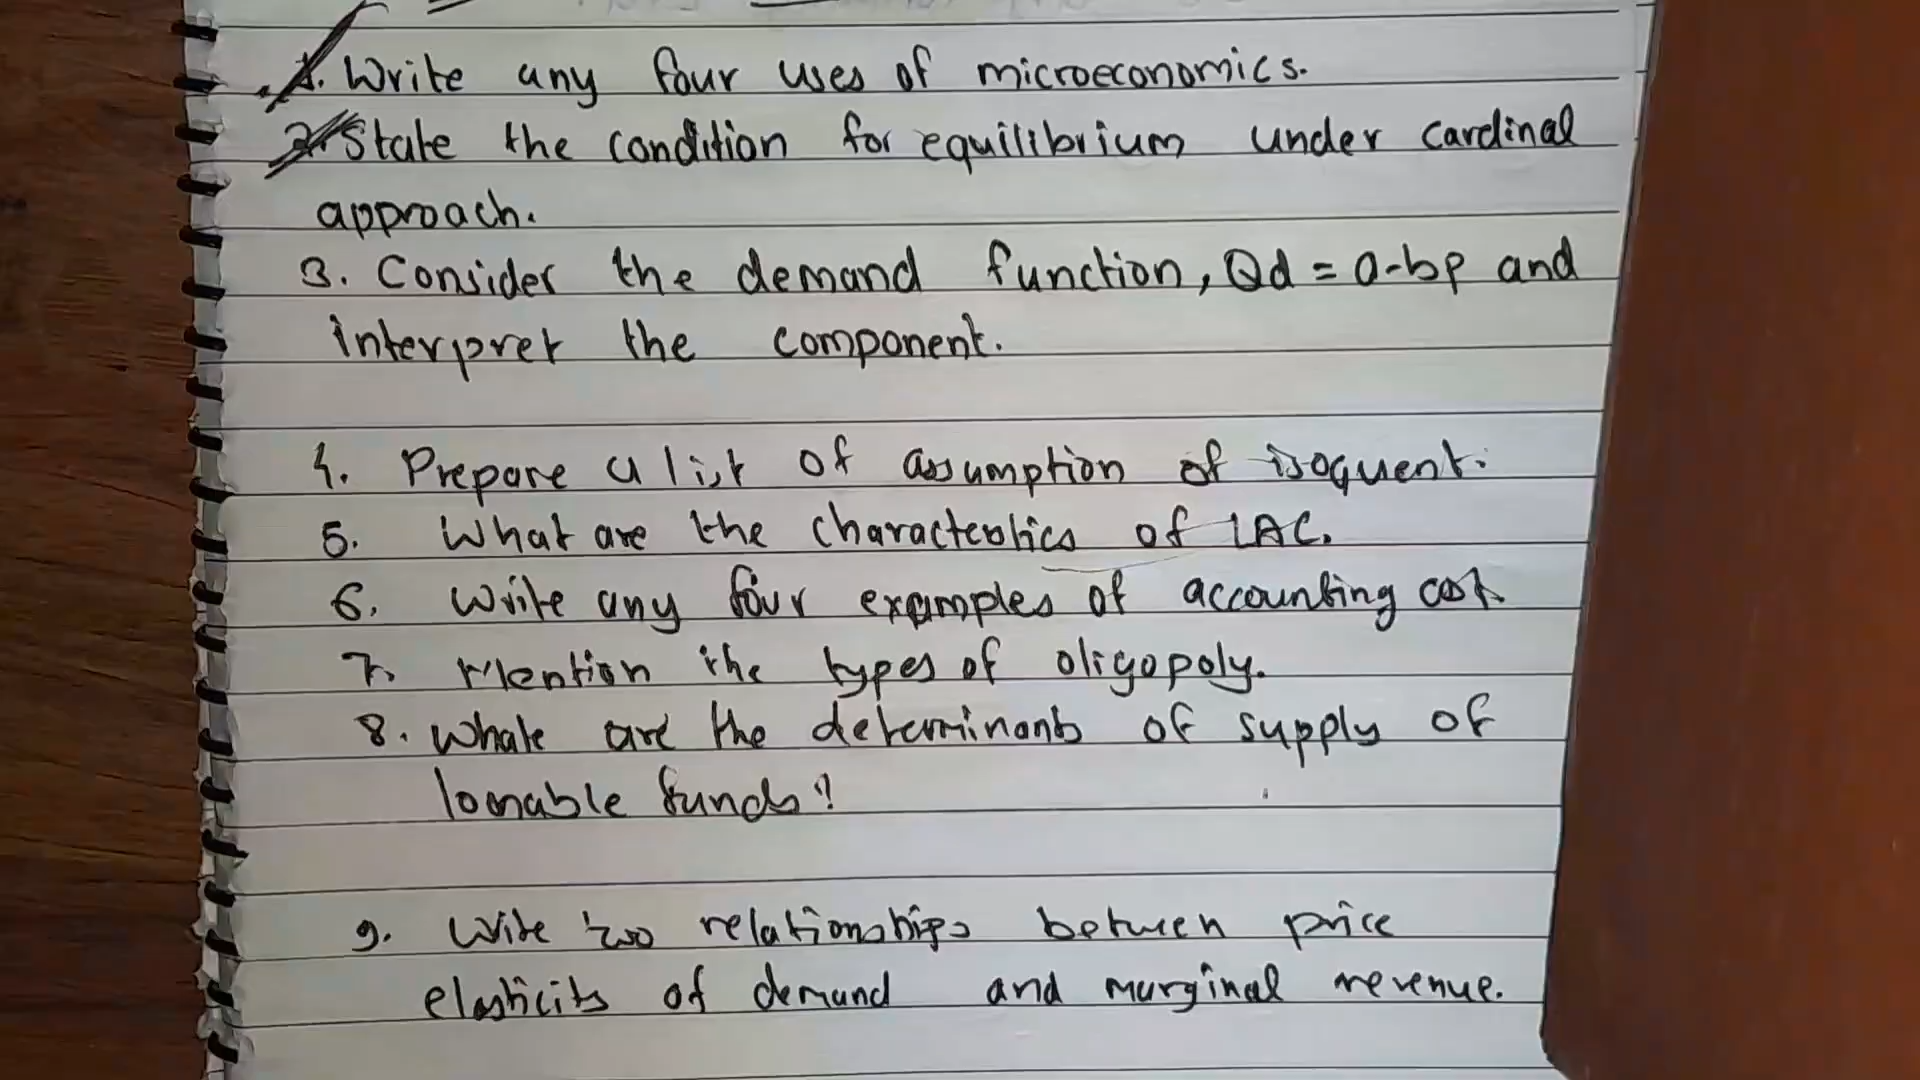 1. Write any four uses of microeconomics.
2. State the condition for equilibrium under cardinal
approach.
3. Consider the demand function, Qd = a-bp and
interpret the component.
4. Prepare a list of assumption of isoquent.
5. What are the characteristics of LAC.
6. Write any four examples of accounting cost.
7. Mention the types of oligopoly.
8. Whate are the determinants of supply of
loanable funds?
9. Write two relationships between price
elasticity of demand and marginal revenue.